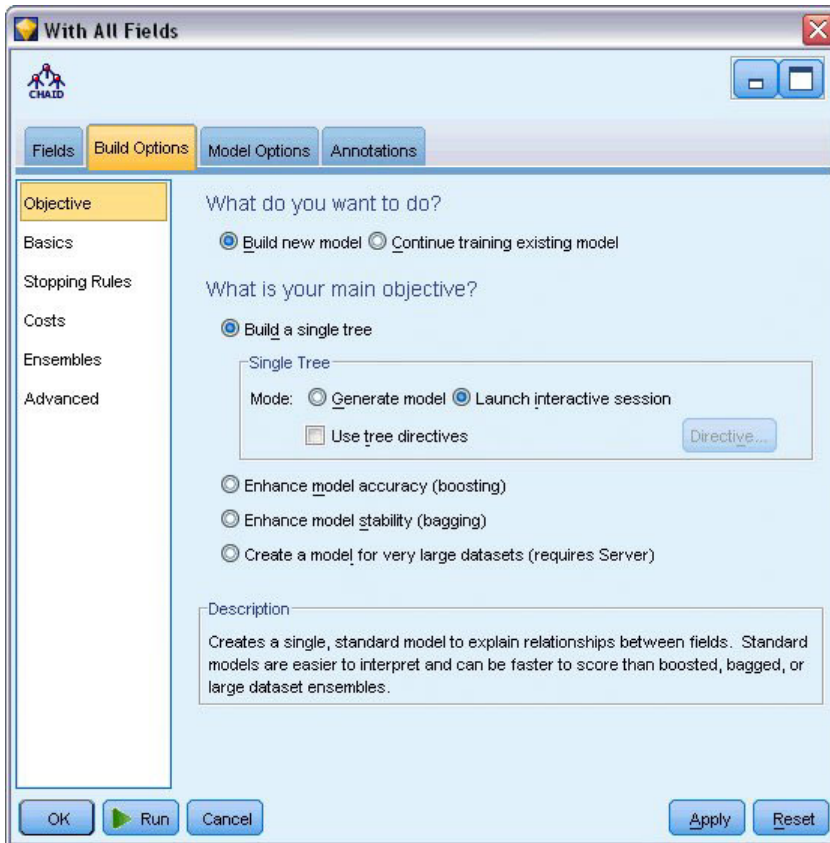 With All Fields
CHAID
Fields Build Options Model Options Annotations
Objective
Basics
Stopping Rules
Costs
Ensembles
Advanced
What do you want to do?
Build new model Continue training existing model
What is your main objective?
Build a single tree
Single Tree
Mode: Generate model Launch interactive session
Use tree directives Directive...
Enhance model accuracy (boosting)
Enhance model stability (bagging)
Create a model for very large datasets (requires Server)
Description
Creates a single, standard model to explain relationships between fields. Standard
models are easier to interpret and can be faster to score than boosted, bagged, or
large dataset ensembles.
OK Run Cancel Apply Reset